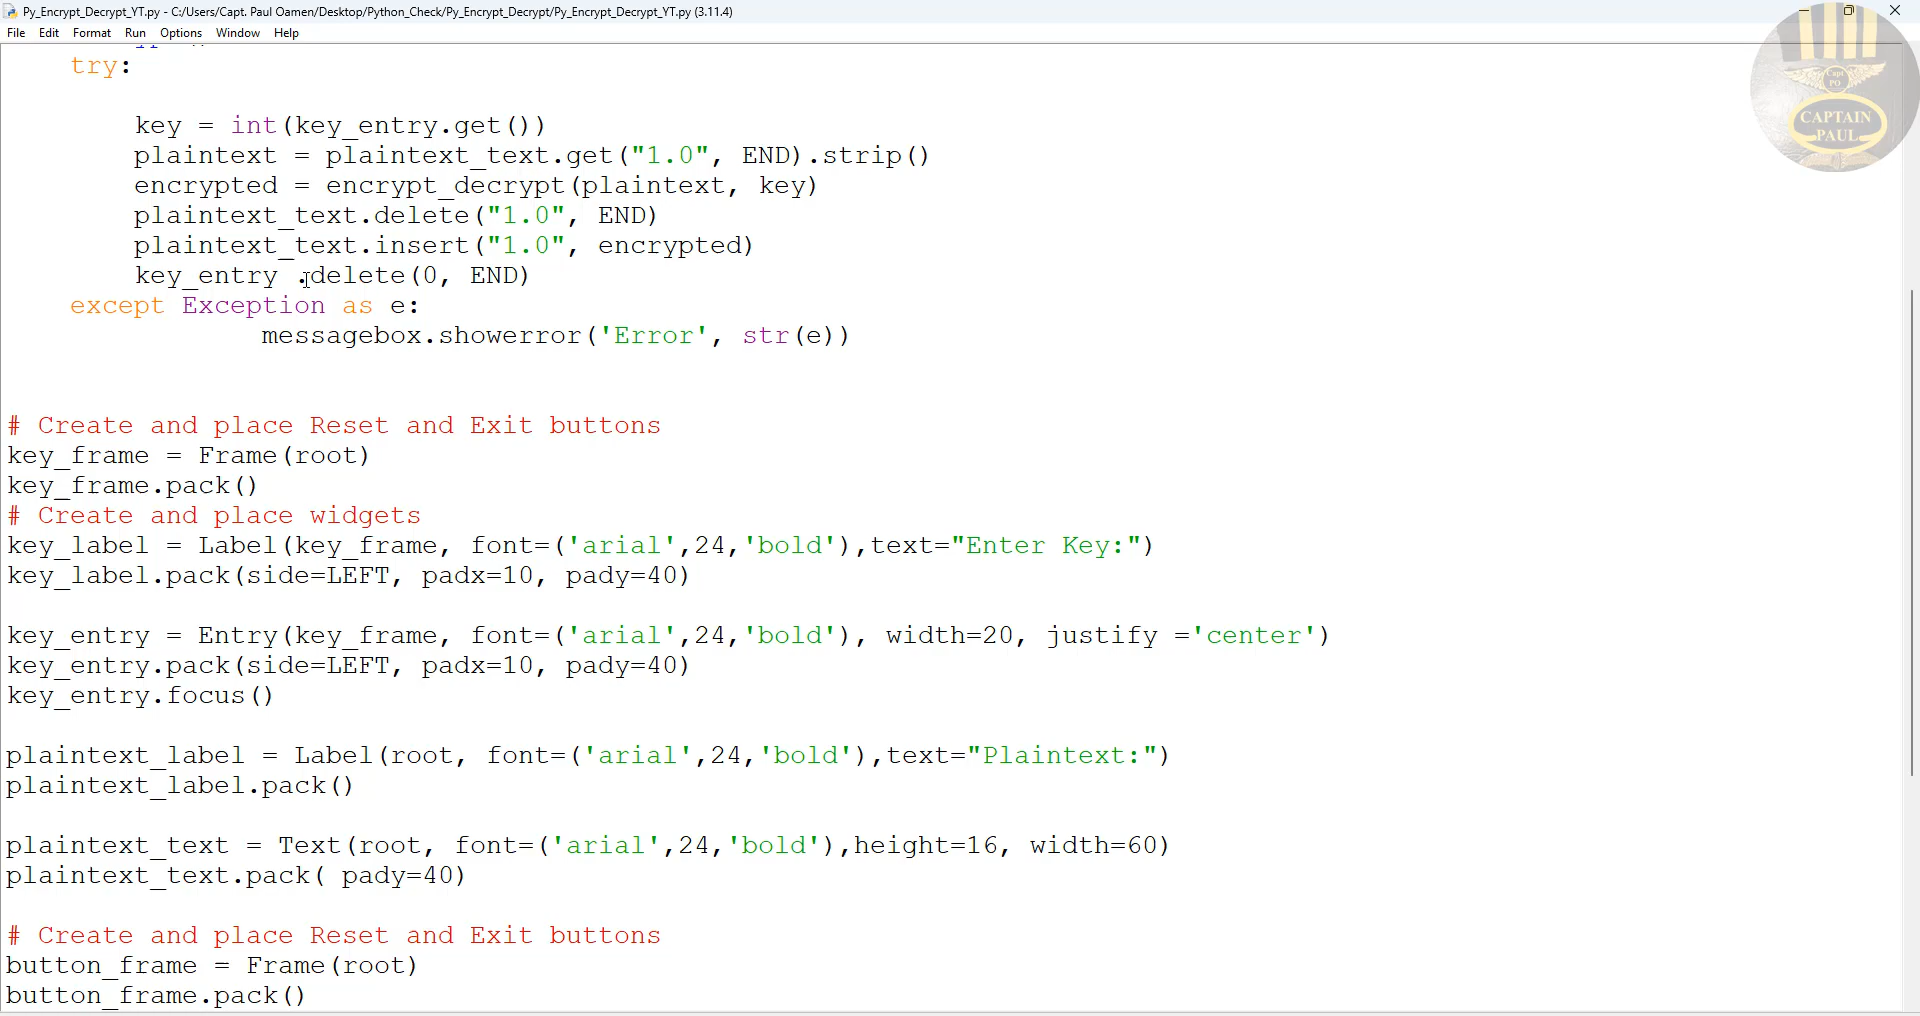 Py_Encrypt_Decrypt_YT.py - C:/Users/Capt. Paul Oamen/Desktop/Python_Check/Py_Encrypt_Decrypt/Py_Encrypt_Decrypt_YT.py (3.11.4)
File Edit Format Run Options Window Help
try:
key = int(key_entry.get())
plaintext = plaintext_text.get("1.0", END).strip()
encrypted = encrypt_decrypt(plaintext, key)
plaintext_text.delete("1.0", END)
plaintext_text.insert("1.0", encrypted)
key_entry .delete(0, END)
except Exception as e:
messagebox.showerror('Error', str(e))
# Create and place Reset and Exit buttons
key_frame = Frame(root)
key_frame.pack()
# Create and place widgets
key_label = Label(key_frame, font=('arial',24,'bold'),text="Enter Key:")
key_label.pack(side=LEFT, padx=10, pady=40)
key_entry = Entry(key_frame, font=('arial',24,'bold'), width=20, justify ='center')
key_entry.pack(side=LEFT, padx=10, pady=40)
key_entry.focus()
plaintext_label = Label(root, font=('arial',24,'bold'),text="Plaintext:")
plaintext_label.pack()
plaintext_text = Text(root, font=('arial',24,'bold'),height=16, width=60)
plaintext_text.pack( pady=40)
# Create and place Reset and Exit buttons
button_frame = Frame(root)
button_frame.pack()
Capt
PO
CAPTAIN
PAUL